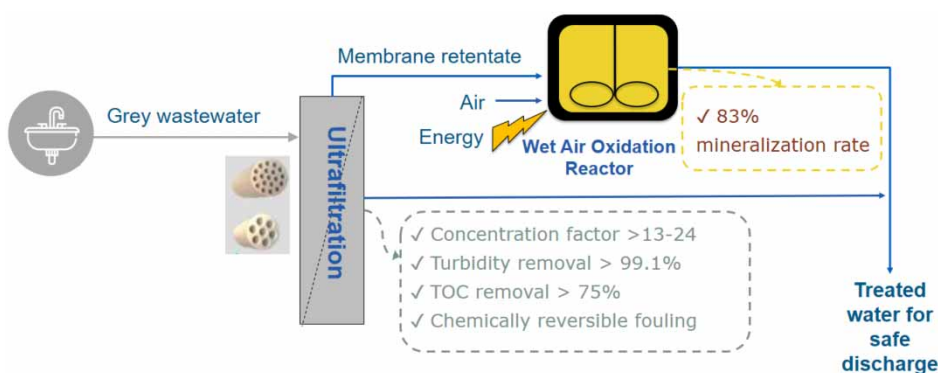 Grey wastewater
Ultrafiltration
Membrane retentate
Air
Energy
Wet Air Oxidation
Reactor
✓ 83%
mineralization rate
✓ Concentration factor >13-24
✓ Turbidity removal > 99.1%
✓ TOC removal > 75%
✓ Chemically reversible fouling
Treated
water for
safe
discharge